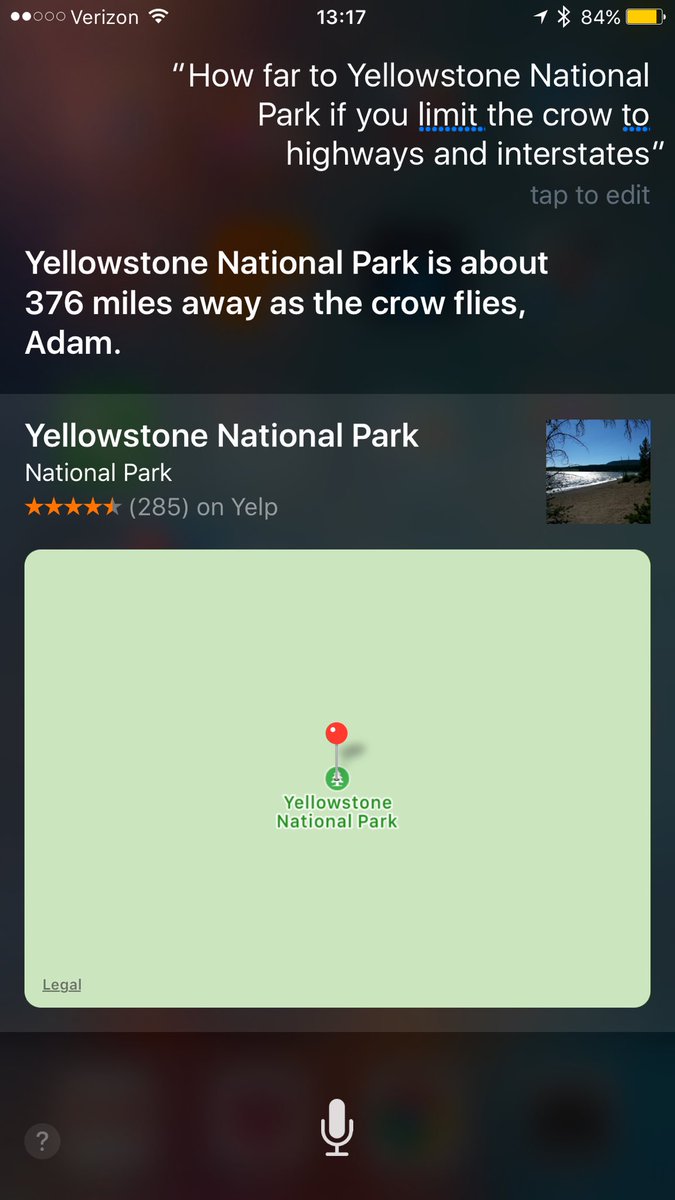 Verizon 13:17 84%
“How far to Yellowstone National
Park if you limit the crow to
highways and interstates”
tap to edit
Yellowstone National Park is about
376 miles away as the crow flies,
Adam.
Yellowstone National Park
National Park
(285) on Yelp
Yellowstone
National Park
Legal
?